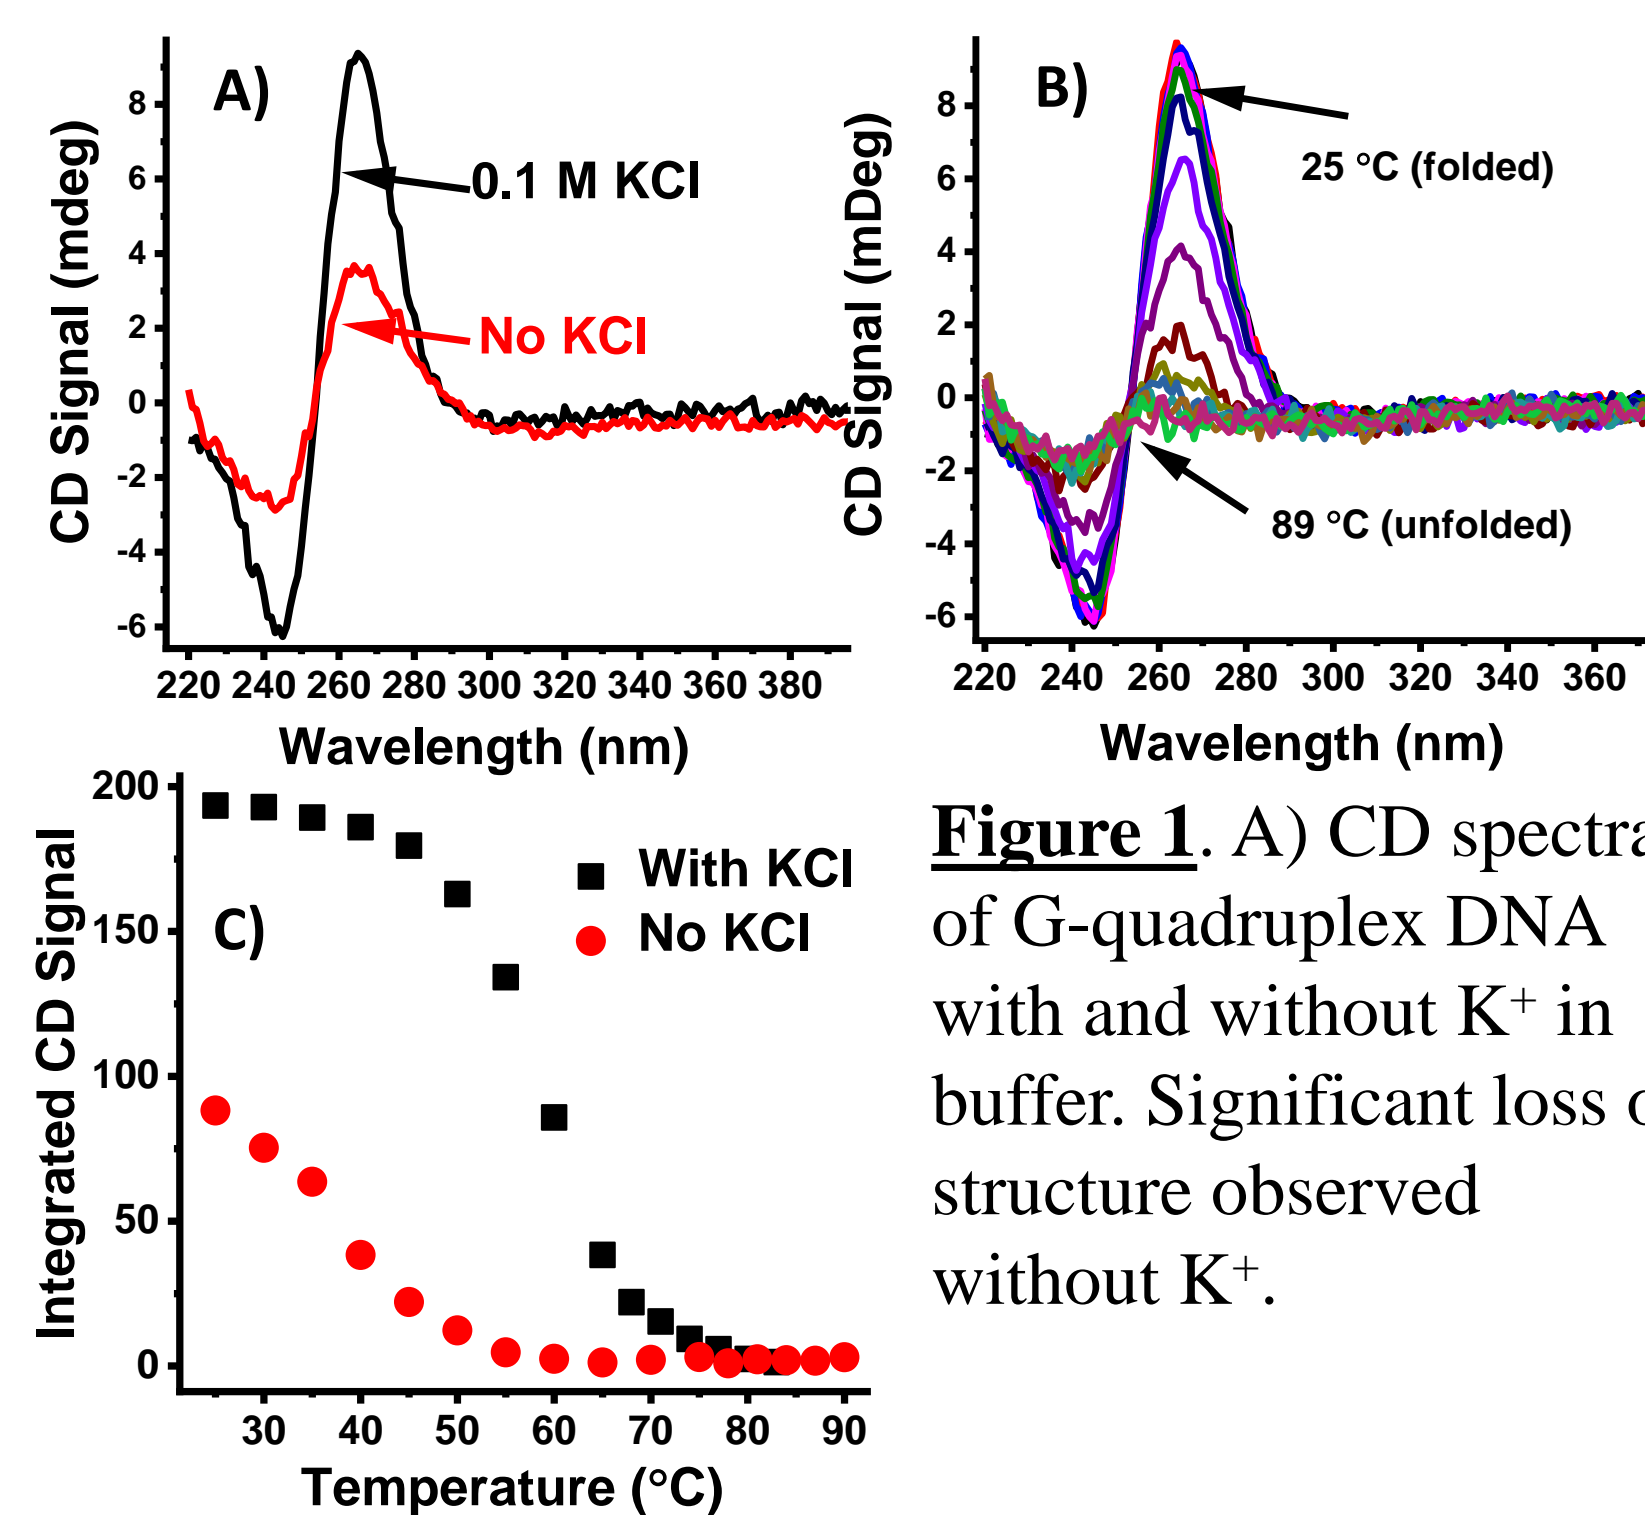 A)
8
6
4
2
0
-2
-4
-6
CD Signal (mdeg)
0.1 M KCl
No KCl
220 240 260 280 300 320 340 360 380
Wavelength (nm)
B)
8
6
4
2
0
-2
-4
-6
CD Signal (mDeg)
25 °C (folded)
89 °C (unfolded)
220 240 260 280 300 320 340 360
Wavelength (nm)
C)
200
150
100
50
0
Integrated CD Signal
With KCl
No KCl
30 40 50 60 70 80 90
Temperature (°C)
Figure 1. A) CD spectra
of G-quadruplex DNA
with and without K⁺ in
buffer. Significant loss
structure observed
without K⁺.